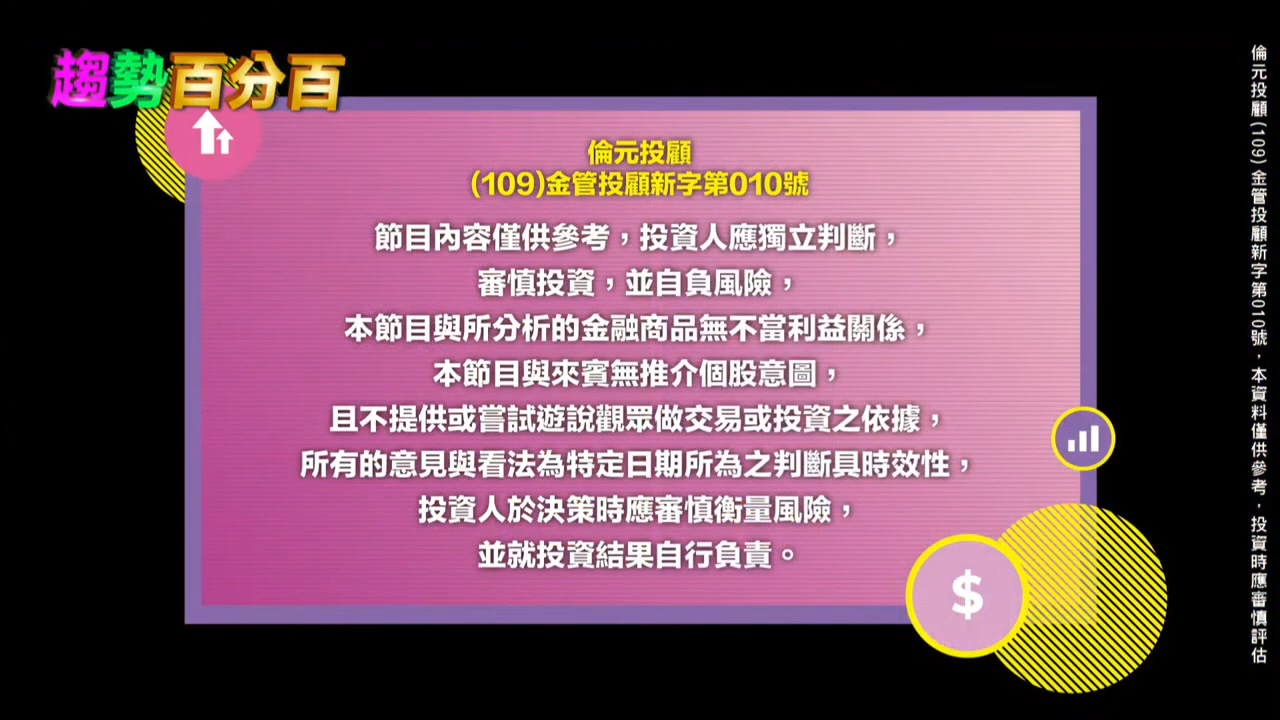 趨勢百分百
倫元投顧
(109)金管投顧新字第010號
節目內容僅供參考，投資人應獨立判斷，
審慎投資，並自負風險，
本節目與所分析的金融商品無不當利益關係，
本節目與來賓無推介個股意圖，
且不提供或嘗試遊說觀眾做交易或投資之依據，
所有的意見與看法為特定日期所為之判斷具時效性，
投資人於決策時應審慎衡量風險，
並就投資結果自行負責。
$
倫元投顧(109)金管投顧新字第010號，本資料僅供參考，投資時應審慎評估